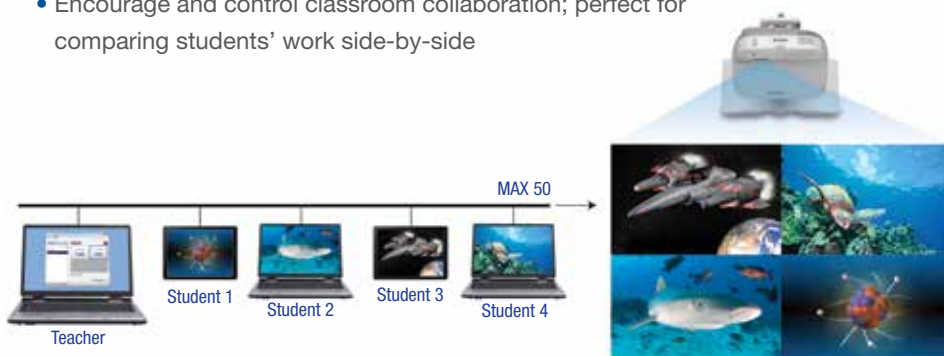 • Encourage and control classroom collaboration; perfect for
comparing students’ work side-by-side
MAX 50
Teacher
Student 1
Student 2
Student 3
Student 4